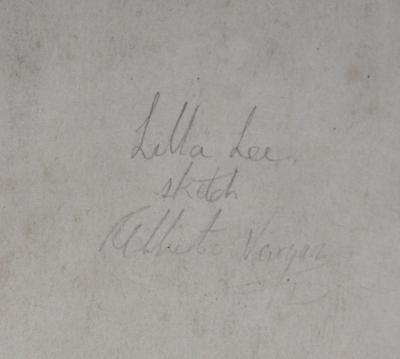 Lilla Lee
sketch
Alberto Vargas